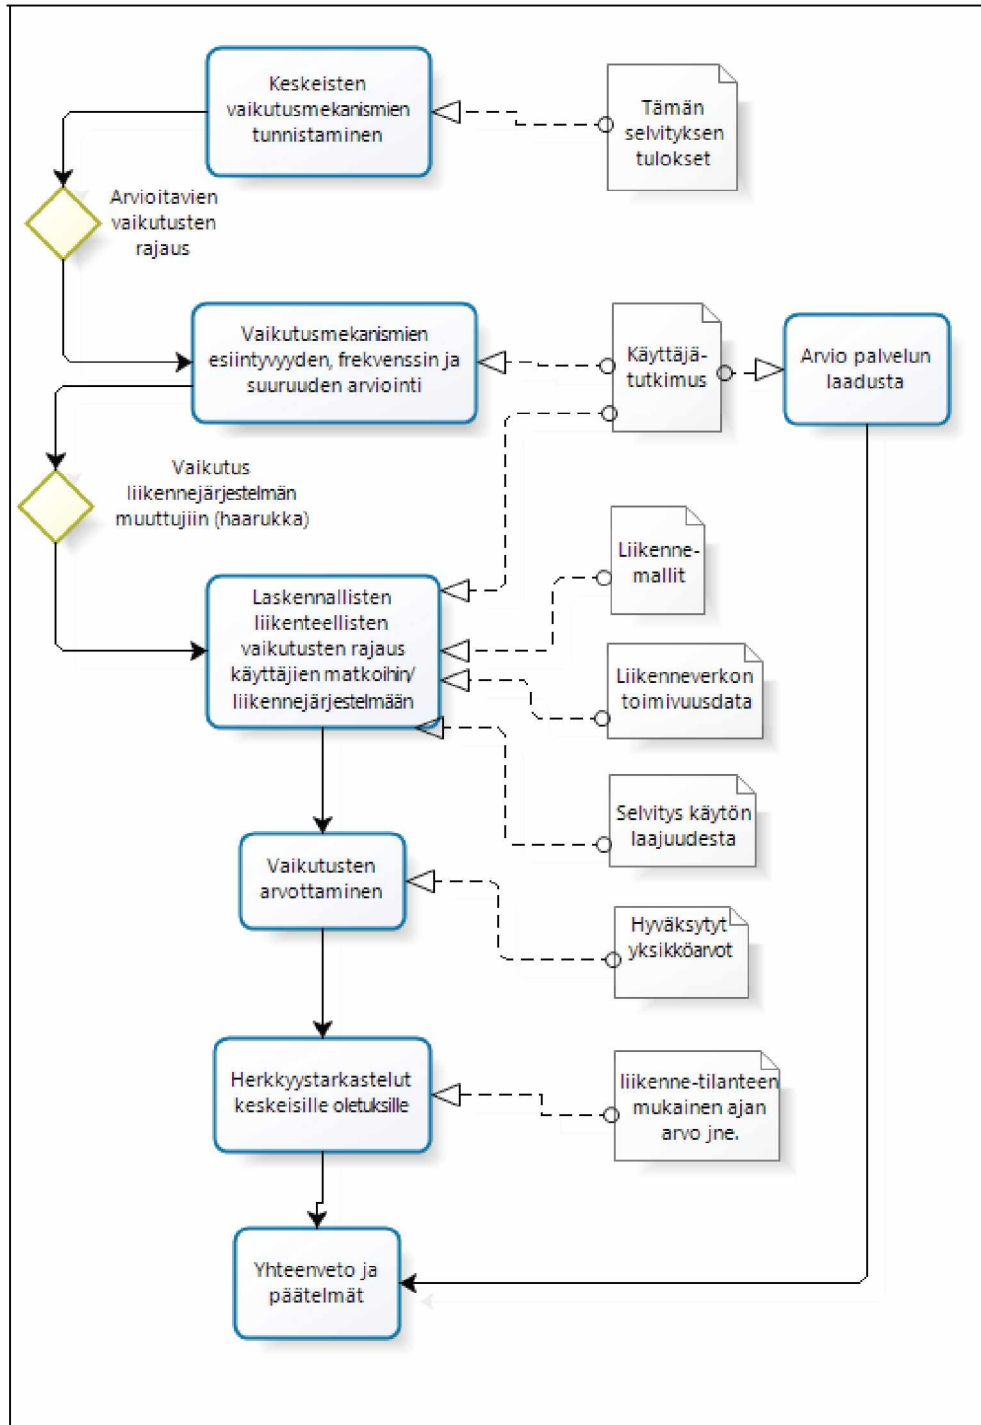 Keskeisten
vaikutusmekanismien
tunnistaminen
Tämän
selvityksen
tulokset
Arvioitavien
vaikutusten
rajaus
Vaikutusmekanismien
esiintyvyyden, frekvenssin ja
suuruuden arviointi
Käyttäjä-
tutkimus
Arvio palvelun
laadusta
Vaikutus
liikennejärjestelmän
muuttujiin (haarukka)
Liikenne-
mallit
Laskennallisten
liikenteellisten
vaikutusten rajaus
käyttäjien matkoihin/
liikennejärjestelmään
Liikenneverkon
toimivuusdata
Selvitys käytön
laajuudesta
Vaikutusten
arvottaminen
Hyväksytyt
yksikköarvot
Herkkyystarkastelut
keskeisille oletuksille
liikenne-tilanteen
mukainen ajan
arvo jne.
Yhteenveto ja
päätelmät